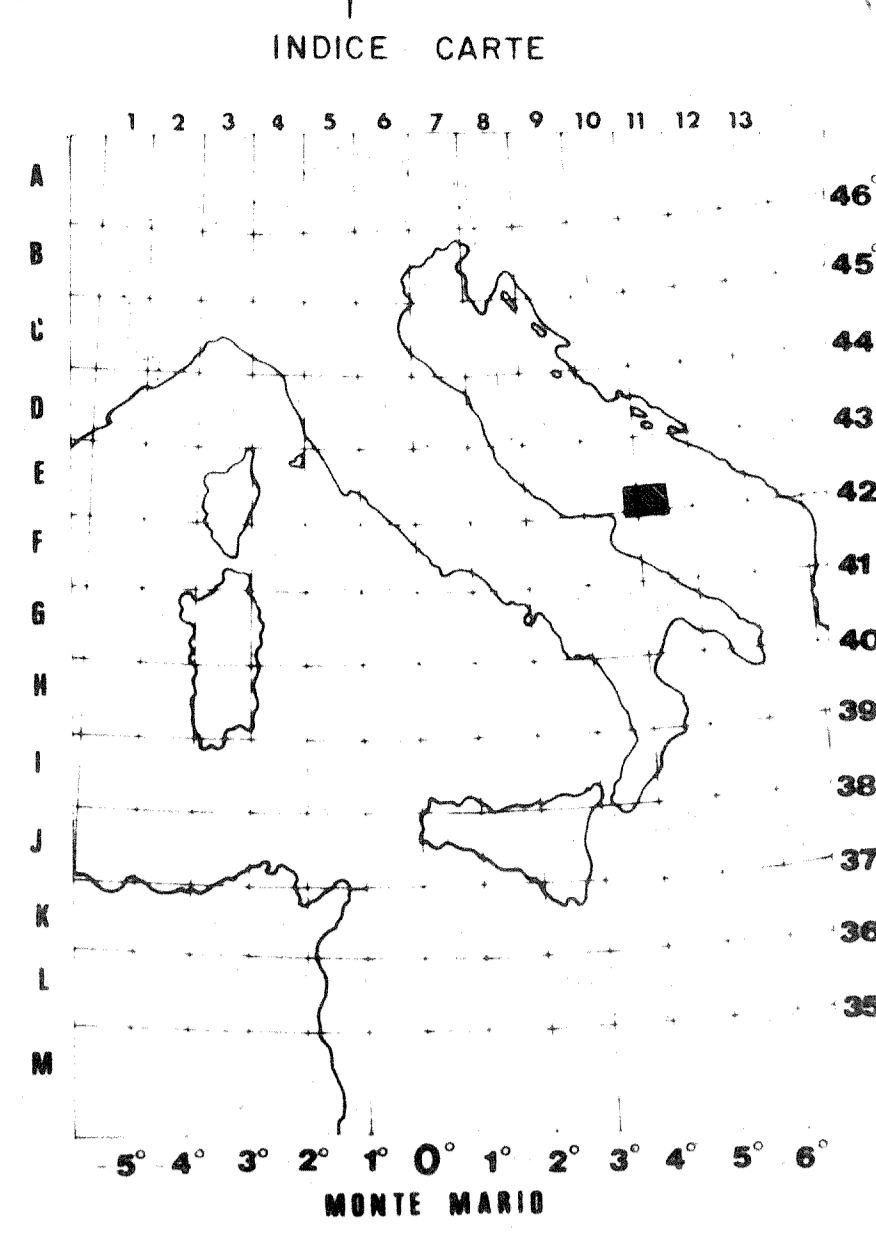 INDICE CARTE
1 2 3 4 5 6 7 8 9 10 11 12 13
A
46°
B
45°
C
44
D
43
E
42
F
41
G
40
H
39
I
38
J
37
K
36
L
35
M
5° 4° 3° 2° 1° 0° 1° 2° 3° 4° 5° 6°
MONTE MARIO